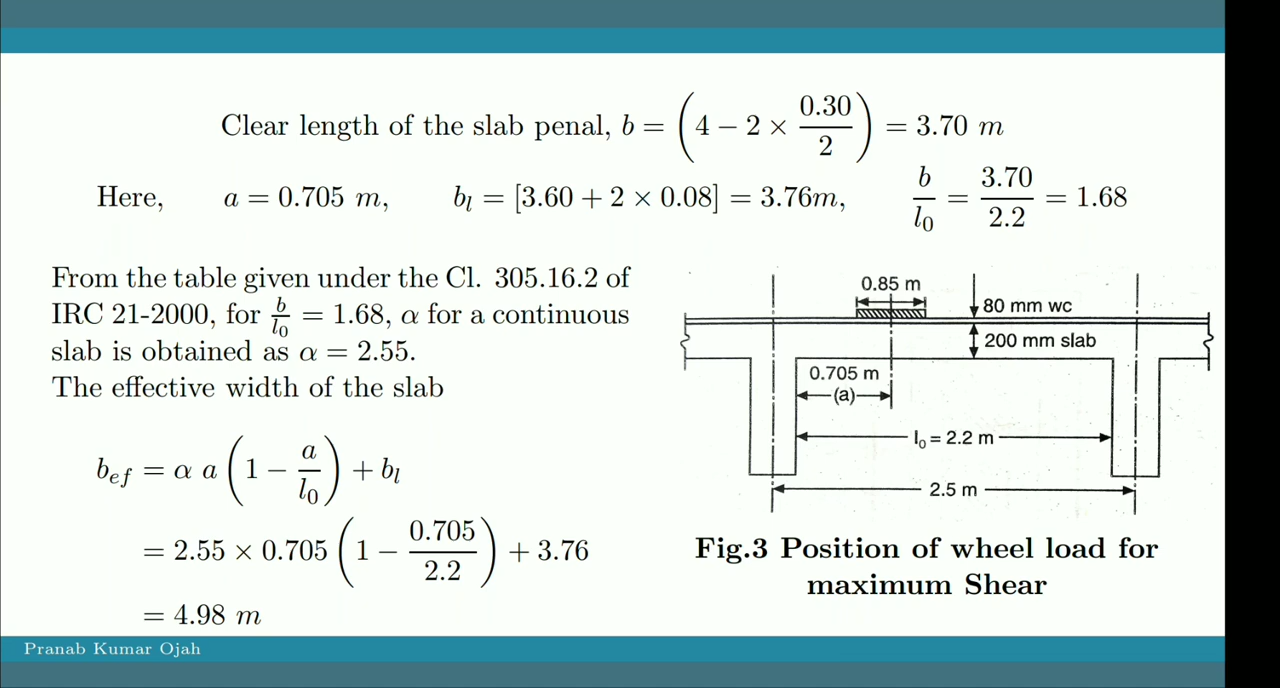 Clear length of the slab penal, b = (4 − 2 × 0.30/2) = 3.70 m
Here, a = 0.705 m, b_l = [3.60 + 2 × 0.08] = 3.76m, b/l_0 = 3.70/2.2 = 1.68
From the table given under the Cl. 305.16.2 of
IRC 21-2000, for b/l_0 = 1.68, α for a continuous
slab is obtained as α = 2.55.
The effective width of the slab
b_ef = α a (1 − a/l_0) + b_l
= 2.55 × 0.705 (1 − 0.705/2.2) + 3.76
= 4.98 m
0.85 m
80 mm wc
200 mm slab
0.705 m
(a)
l_0 = 2.2 m
2.5 m
Fig.3 Position of wheel load for
maximum Shear
Pranab Kumar Ojah